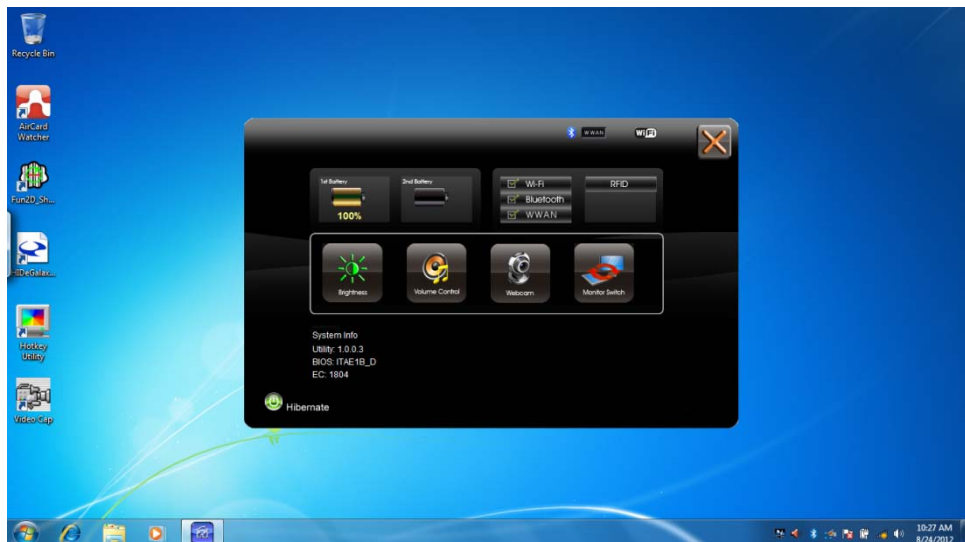 Recycle Bin
AirCard
Watcher
Fun2D_Sh...
Hotkey
Utility
Video Cap
WWAN
Wi Fi
1st Battery
100%
2nd Battery
Wi-Fi
Bluetooth
WWAN
RFID
Brightness
Volume Control
Webcam
Monitor Switch
System Info
Utility: 1.0.0.3
BIOS: ITAE1B_D
EC: 1804
Hibernate
10:27 AM
8/24/2012